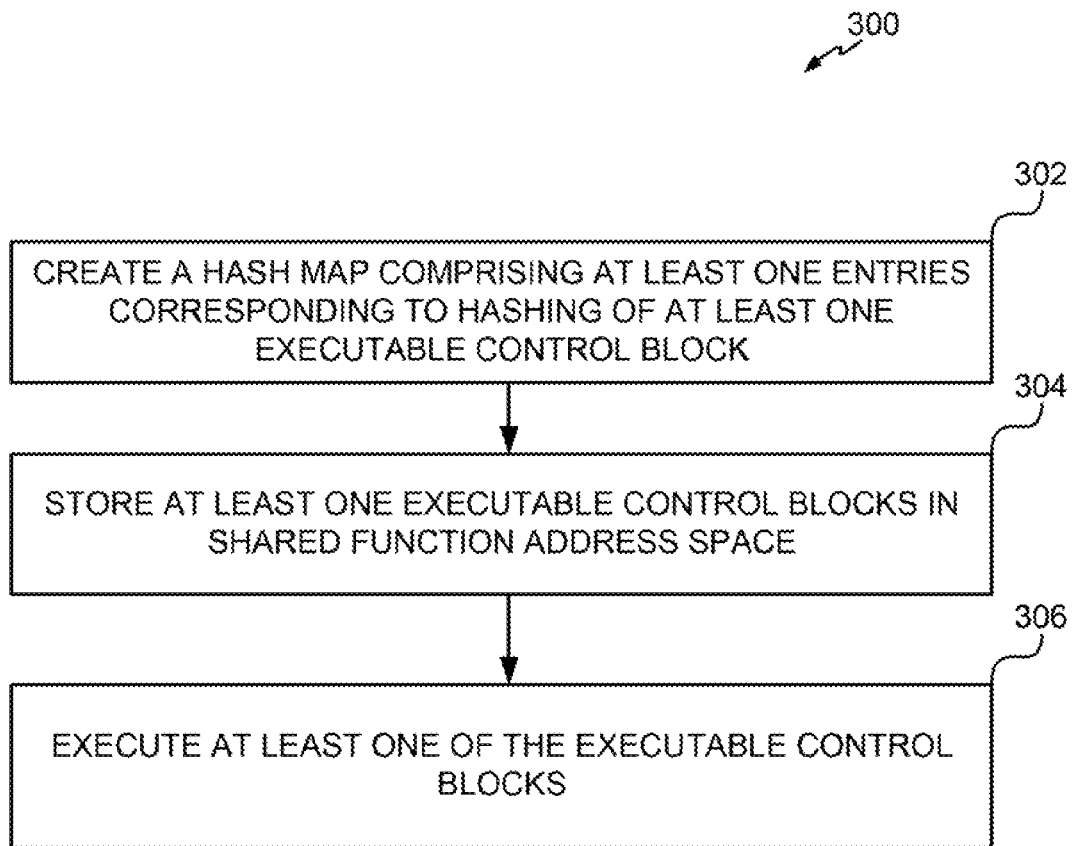 300
302
CREATE A HASH MAP COMPRISING AT LEAST ONE ENTRIES
CORRESPONDING TO HASHING OF AT LEAST ONE
EXECUTABLE CONTROL BLOCK
304
STORE AT LEAST ONE EXECUTABLE CONTROL BLOCKS IN
SHARED FUNCTION ADDRESS SPACE
306
EXECUTE AT LEAST ONE OF THE EXECUTABLE CONTROL
BLOCKS